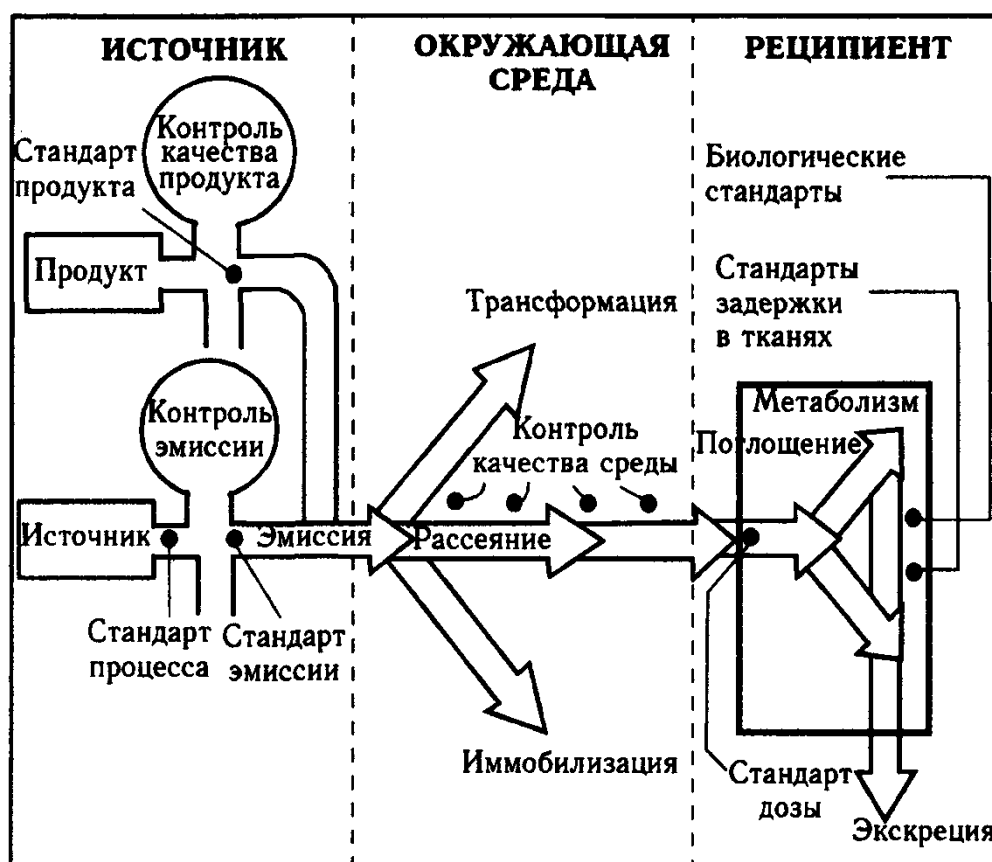 ИСТОЧНИК
ОКРУЖАЮЩАЯ
СРЕДА
РЕЦИПИЕНТ
Контроль
качества
продукта
Стандарт
продукта
Продукт
Контроль
эмиссии
Источник
Эмиссия
Стандарт
процесса
Стандарт
эмиссии
Трансформация
Контроль
качества среды
Рассеяние
Иммобилизация
Биологические
стандарты
Стандарты
задержки
в тканях
Метаболизм
Поглощение
Стандарт
дозы
Экскреция